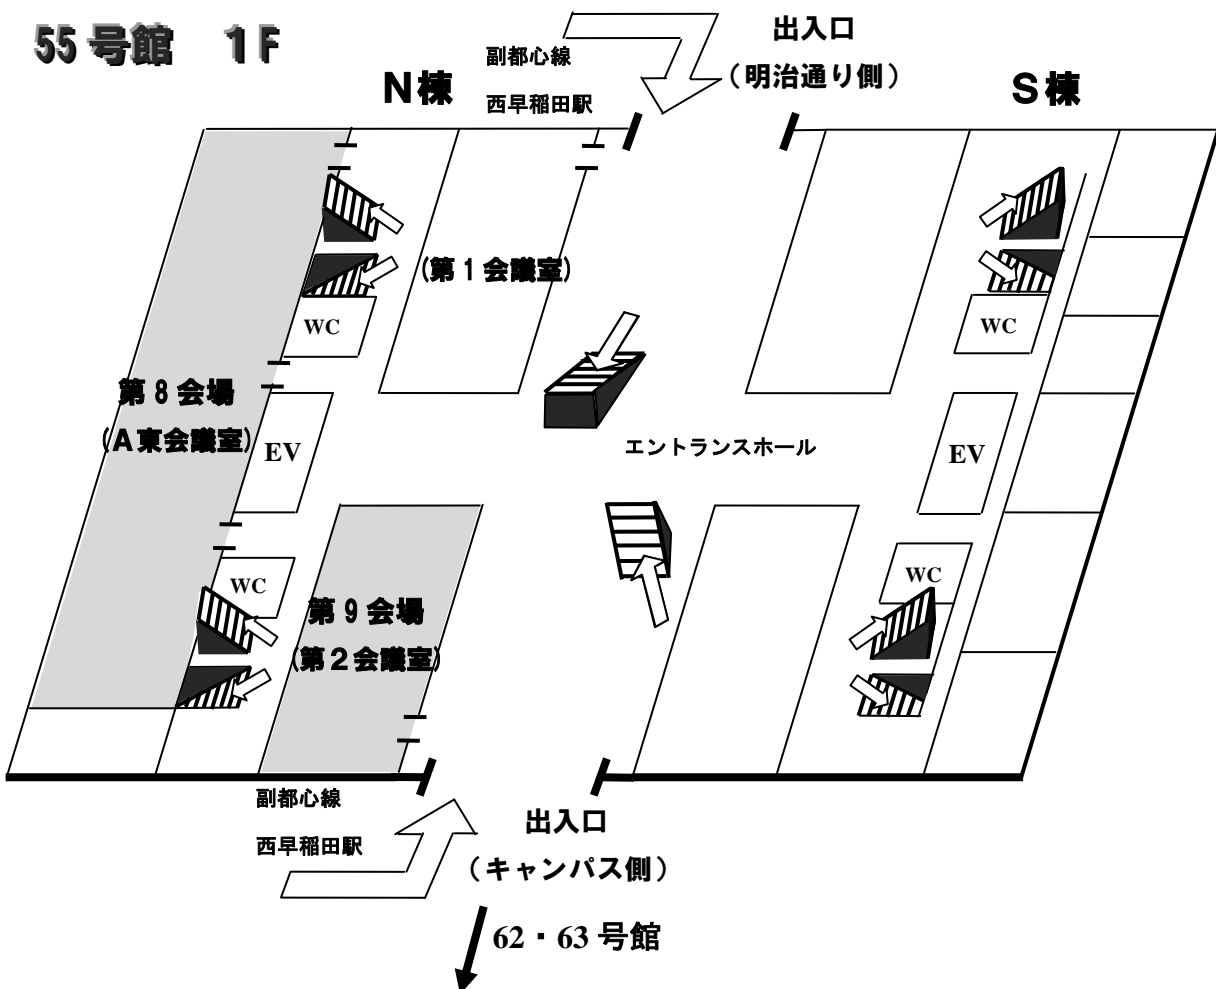 55号館 1F
副都心線
西早稲田駅
出入口
（明治通り側）
N棟
S棟
(第1会議室)
WC
WC
第8会場
(A東会議室)
EV
エントランスホール
EV
WC
WC
第9会場
(第2会議室)
副都心線
西早稲田駅
出入口
（キャンパス側）
62・63号館